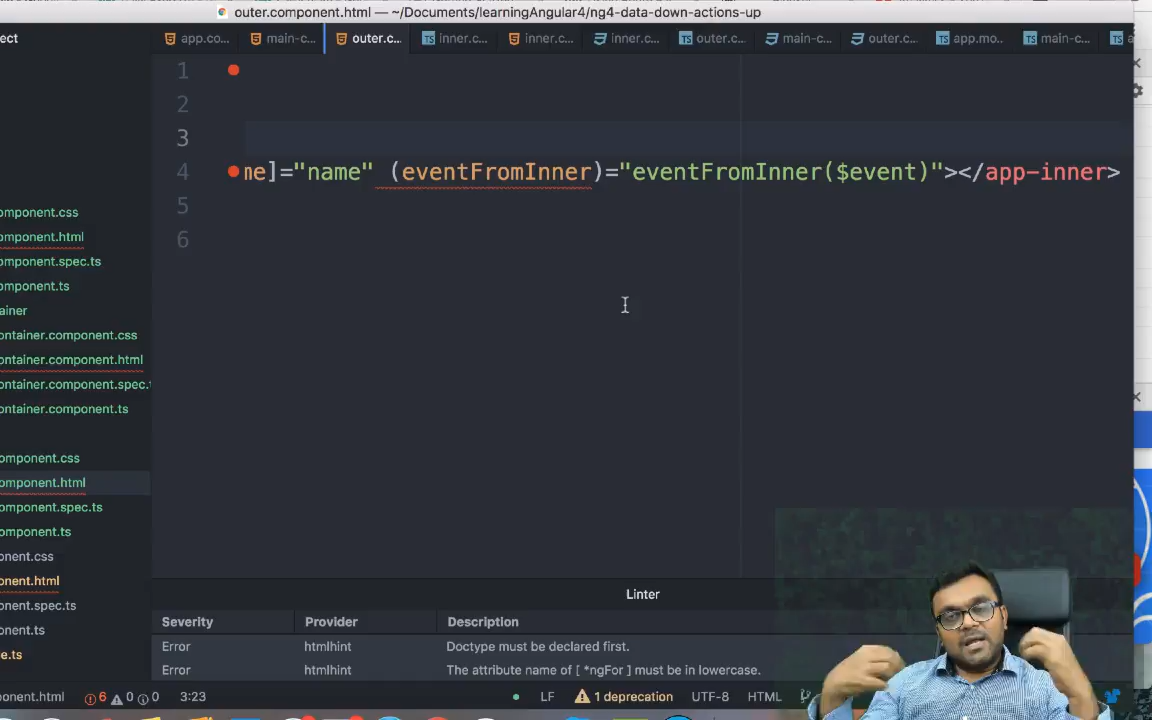 outer.component.html — ~/Documents/learningAngular4/ng4-data-down-actions-up
ect
app.co... main-c... outer.c... inner.c... inner.c... inner.c... outer.c... main-c... outer.c... app.mo... main-c...
1
2
3
4 me]="name" (eventFromInner)="eventFromInner($event)"></app-inner>
5
6
omponent.css
omponent.html
omponent.spec.ts
omponent.ts
ainer
ontainer.component.css
ontainer.component.html
ontainer.component.spec.t
ontainer.component.ts
omponent.css
omponent.html
omponent.spec.ts
omponent.ts
onent.css
onent.html
onent.spec.ts
onent.ts
e.ts
Linter
Severity Provider Description
Error htmlhint Doctype must be declared first.
Error htmlhint The attribute name of [ *ngFor ] must be in lowercase.
onent.html 6 0 0 3:23 LF 1 deprecation UTF-8 HTML